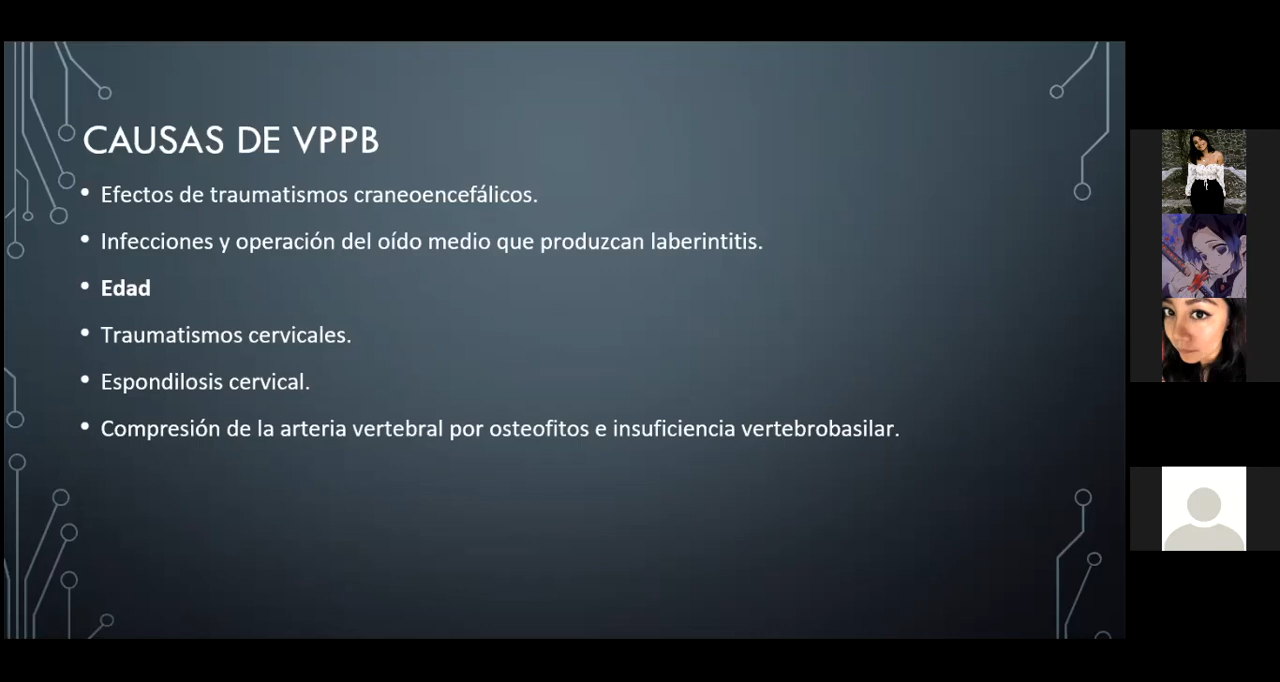 CAUSAS DE VPPB
• Efectos de traumatismos craneoencefálicos.
• Infecciones y operación del oído medio que produzcan laberintitis.
• Edad
• Traumatismos cervicales.
• Espondilosis cervical.
• Compresión de la arteria vertebral por osteofitos e insuficiencia vertebrobasilar.